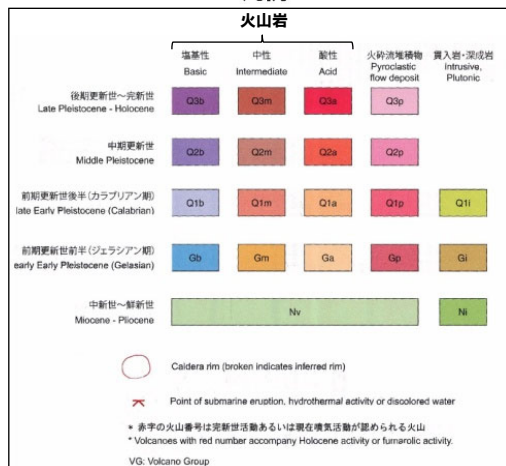 火山岩
塩基性 中性 酸性 火砕流堆積物 貫入岩・深成岩
Basic Intermediate Acid Pyroclastic flow deposit Intrusive, Plutonic
後期更新世～完新世
Late Pleistocene - Holocene
Q3b Q3m Q3a Q3p
中期更新世
Middle Pleistocene
Q2b Q2m Q2a Q2p
前期更新世後半(カラブリアン期)
late Early Pleistocene (Calabrian)
Q1b Q1m Q1a Q1p Q1i
前期更新世前半(ジェラシアン期)
early Early Pleistocene (Gelasian)
Gb Gm Ga Gp Gi
中新世～鮮新世
Miocene - Pliocene
Nv Ni
Caldera rim (broken indicates inferred rim)
Point of submarine eruption, hydrothermal activity or discolored water
* 赤字の火山番号は完新世活動あるいは現在噴気活動が認められる火山
* Volcanoes with red number accompany Holocene activity or fumarolic activity.
VG: Volcano Group